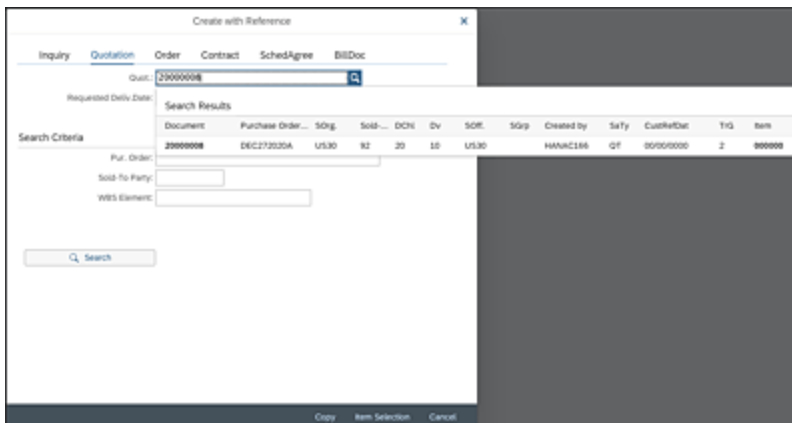 Create with Reference
Inquiry Quotation Order Contract SchedAgree BillDoc
Quot.: 20000008
Requested Deliv.Date:
Search Results
Document Purchase Order... SOrg. Sold-... DChl Dv SOff. SGrp Created by SaTy CustRefDat TrG Item
20000008 DEC272020A US30 92 20 10 US30 HANAC166 QT 00/00/0000 2 000000
Search Criteria
Pur. Order:
Sold-To Party:
WBS Element:
Search
Copy Item Selection Cancel